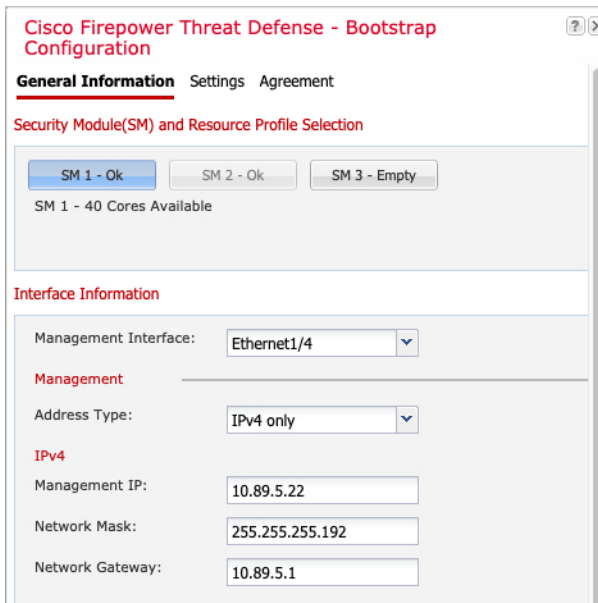 Cisco Firepower Threat Defense - Bootstrap
Configuration
?
General Information Settings Agreement
Security Module(SM) and Resource Profile Selection
SM 1 - Ok SM 2 - Ok SM 3 - Empty
SM 1 - 40 Cores Available
Interface Information
Management Interface: Ethernet1/4
Management
Address Type: IPv4 only
IPv4
Management IP: 10.89.5.22
Network Mask: 255.255.255.192
Network Gateway: 10.89.5.1